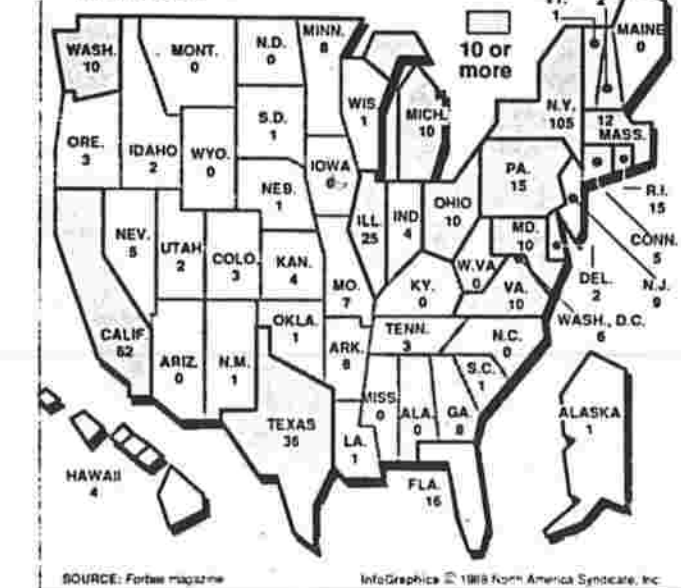 VT.
1
2
MAINE
0
10 or
more
WASH.
10
MONT.
0
N.D.
0
MINN.
8
ORE.
3
IDAHO
2
WYO.
0
S.D.
1
WIS.
1
MICH.
10
N.Y.
105
12
MASS.
NEB.
1
IOWA
PA.
15
R.I.
15
NEV.
5
UTAH
2
COLO.
3
KAN.
4
ILL.
25
IND.
4
OHIO
10
MD.
10
CONN.
5
W.VA.
0
DEL.
2
N.J.
9
CALIF.
52
MO.
7
KY.
0
VA.
10
WASH., D.C.
6
ARIZ.
0
N.M.
1
OKLA.
1
ARK.
TENN.
3
N.C.
0
S.C.
1
TEXAS
LA.
1
MISS.
0
ALA.
0
GA.
8
ALASKA
1
HAWAII
4
FLA.
16
SOURCE: Forbes magazine
InfoGraphics © North America Syndicate, Inc.